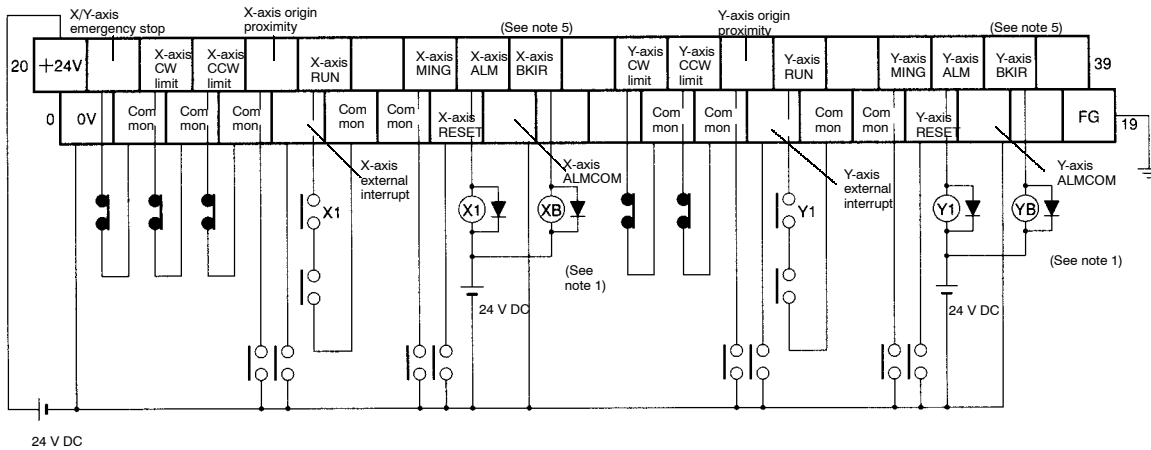 X/Y-axis
emergency stop
X-axis origin
proximity
(See note 5)
Y-axis origin
proximity
(See note 5)
20
+24V
X-axis
CW
limit
X-axis
CCW
limit
X-axis
RUN
X-axis
MING
X-axis
ALM
X-axis
BKIR
Y-axis
CW
limit
Y-axis
CCW
limit
Y-axis
RUN
Y-axis
MING
Y-axis
ALM
Y-axis
BKIR
39
0
0V
Com
mon
Com
mon
Com
mon
Com
mon
Com
mon
X-axis
RESET
Com
mon
Com
mon
Com
mon
Com
mon
Y-axis
RESET
FG
19
X-axis
external
interrupt
X-axis
ALMCOM
Y-axis
external
interrupt
Y-axis
ALMCOM
X1
X1
XB
Y1
Y1
YB
(See
note 1)
(See note 1)
24 V DC
24 V DC
24 V DC